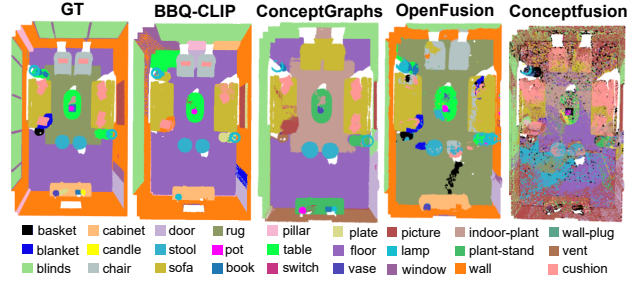 GT BBQ-CLIP ConceptGraphs OpenFusion Conceptfusion
basket cabinet door rug pillar plate picture indoor-plant wall-plug
blanket candle stool pot table floor lamp plant-stand vent
blinds chair sofa book switch vase window wall cushion